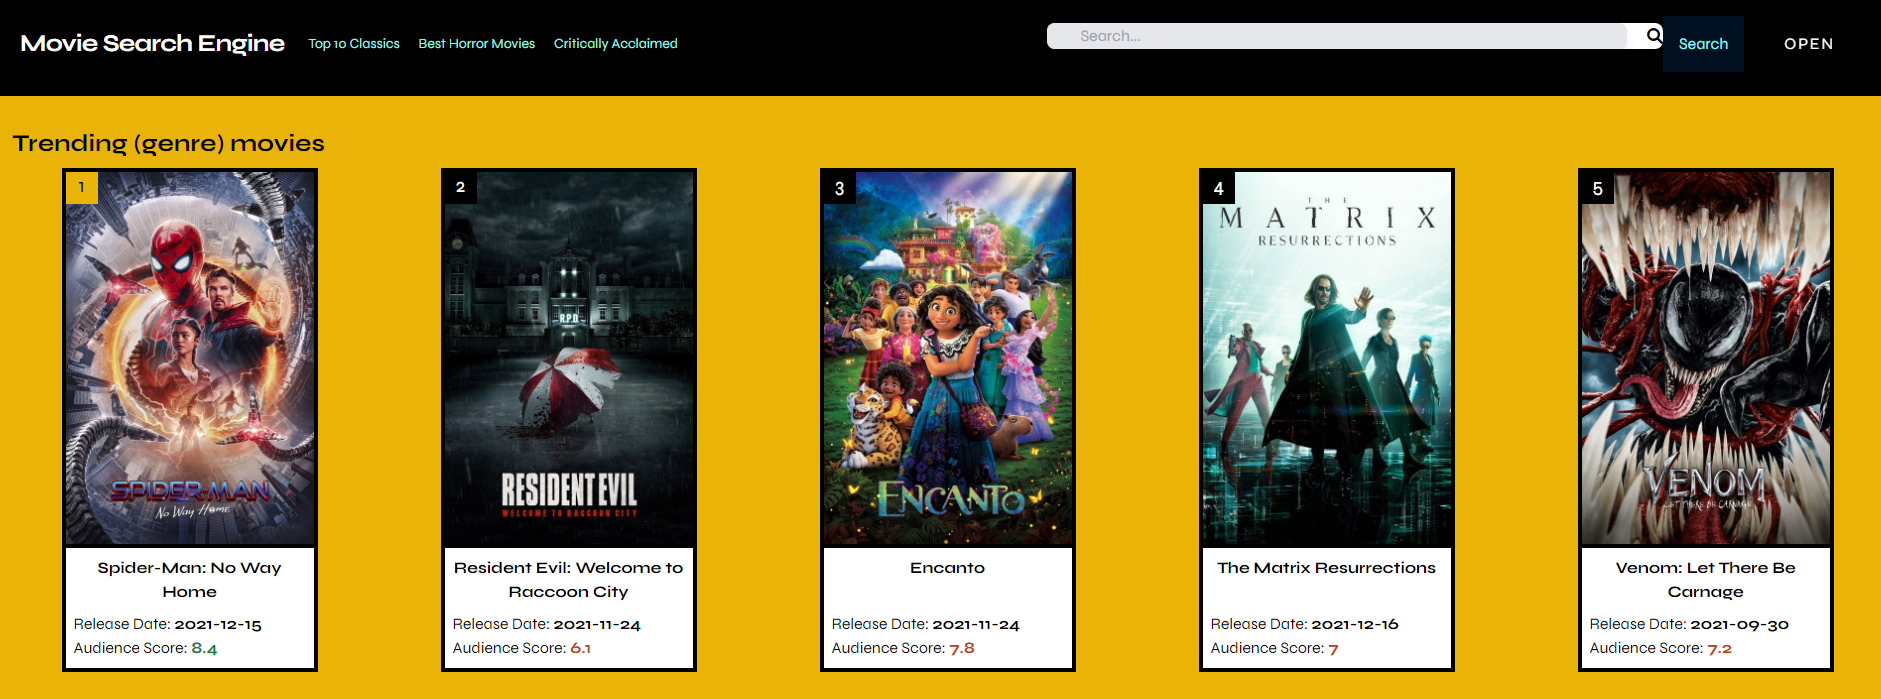 Movie Search Engine Top 10 Classics Best Horror Movies Critically Acclaimed Search... Search OPEN
Trending (genre) movies
1 2 3 4 5
R.P.D.
SPIDER-MAN
No Way Home
RESIDENT EVIL
WELCOME TO RACCOON CITY
ENCANTO
THE
MATRIX
RESURRECTIONS
VENOM
LET THERE BE CARNAGE
Spider-Man: No Way
Home
Release Date: 2021-12-15
Audience Score: 8.4
Resident Evil: Welcome to
Raccoon City
Release Date: 2021-11-24
Audience Score: 6.1
Encanto
Release Date: 2021-11-24
Audience Score: 7.8
The Matrix Resurrections
Release Date: 2021-12-16
Audience Score: 7
Venom: Let There Be
Carnage
Release Date: 2021-09-30
Audience Score: 7.2